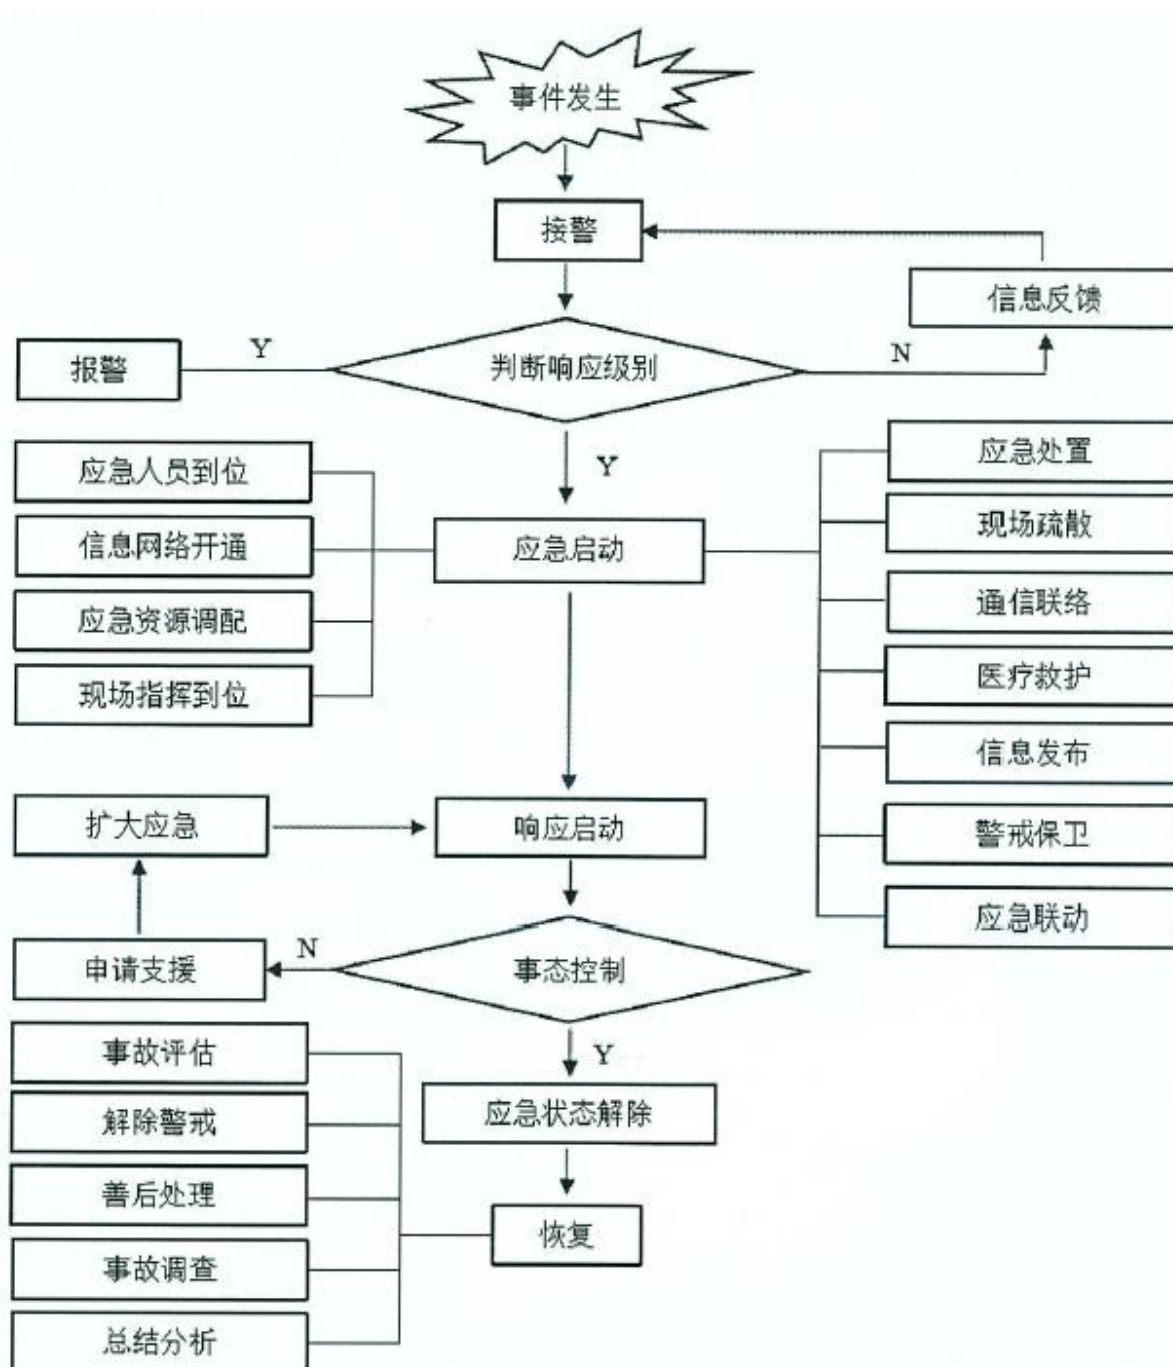 事件发生
接警
信息反馈
报警
Y
判断响应级别
N
Y
应急人员到位
信息网络开通
应急资源调配
现场指挥到位
应急启动
应急处置
现场疏散
通信联络
医疗救护
信息发布
警戒保卫
应急联动
扩大应急
响应启动
申请支援
N
事态控制
Y
事故评估
解除警戒
善后处理
事故调查
总结分析
应急状态解除
恢复